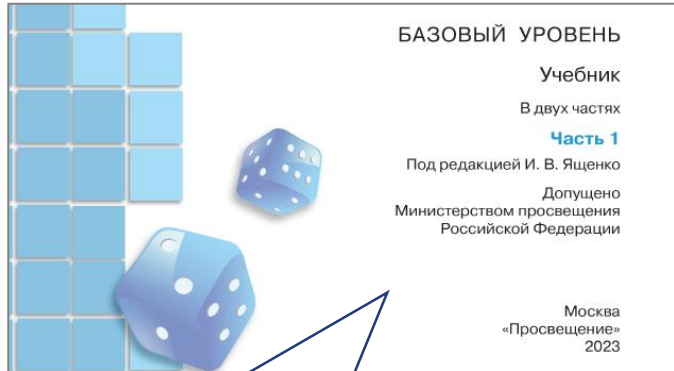 БАЗОВЫЙ УРОВЕНЬ
Учебник
В двух частях
Часть 1
Под редакцией И. В. Ященко
Допущено
Министерством просвещения
Российской Федерации
Москва
«Просвещение»
2023